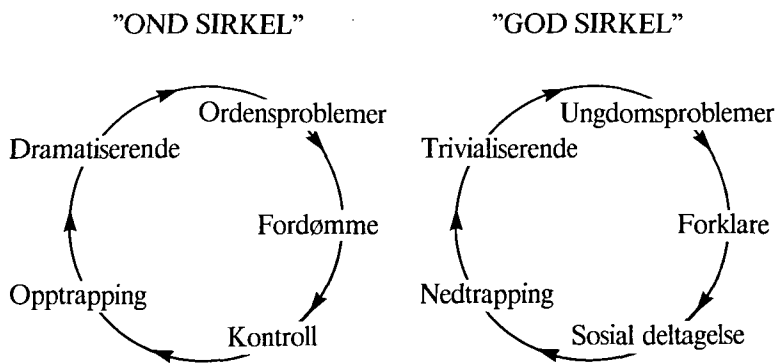 ”OND SIRKEL”
Ordensproblemer
Dramatiserende
Fordømme
Opptrapping
Kontroll
”GOD SIRKEL”
Ungdomsproblemer
Trivialiserende
Forklare
Nedtrapping
Sosial deltagelse